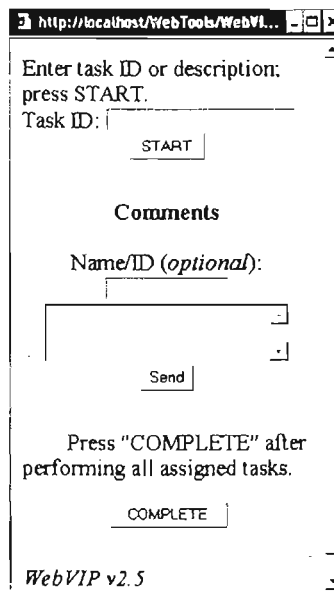 http://localhost/WebTools/WebVI...
Enter task ID or description;
press START.
Task ID:
START
Comments
Name/ID (optional):
Send
Press "COMPLETE" after
performing all assigned tasks.
COMPLETE
WebVIP v2.5